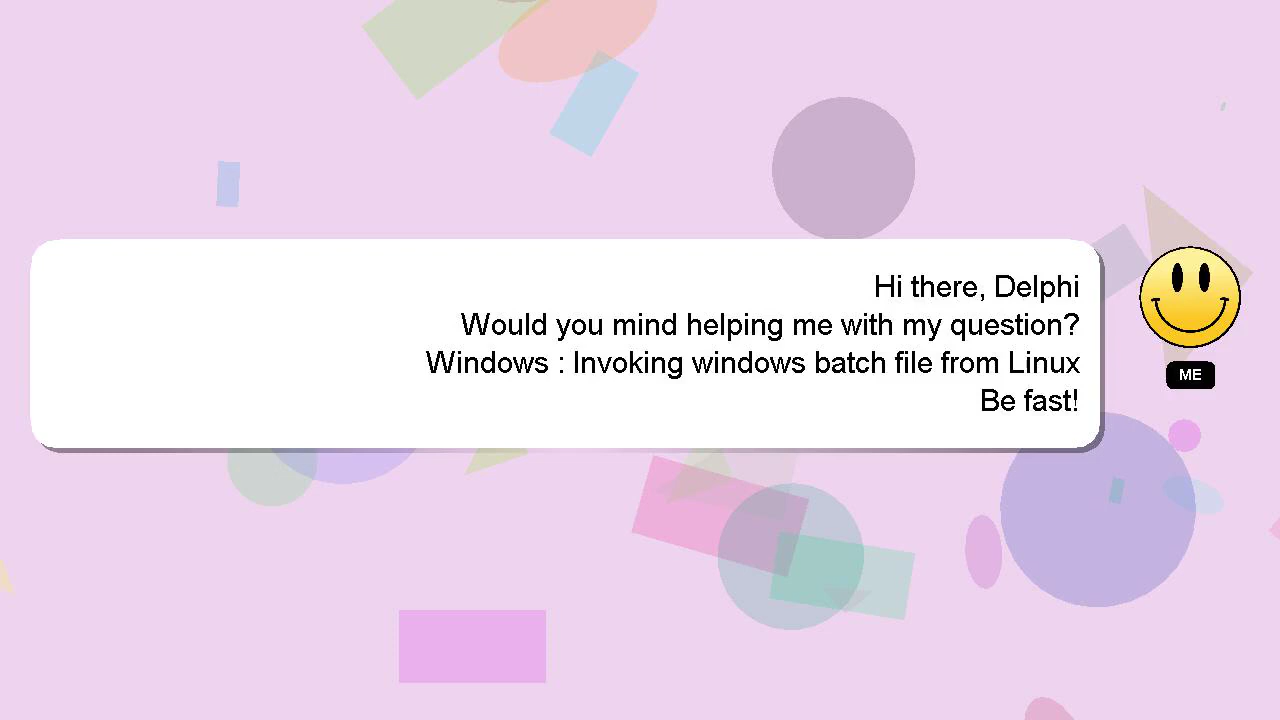 Hi there, Delphi
Would you mind helping me with my question?
Windows : Invoking windows batch file from Linux
Be fast!
ME